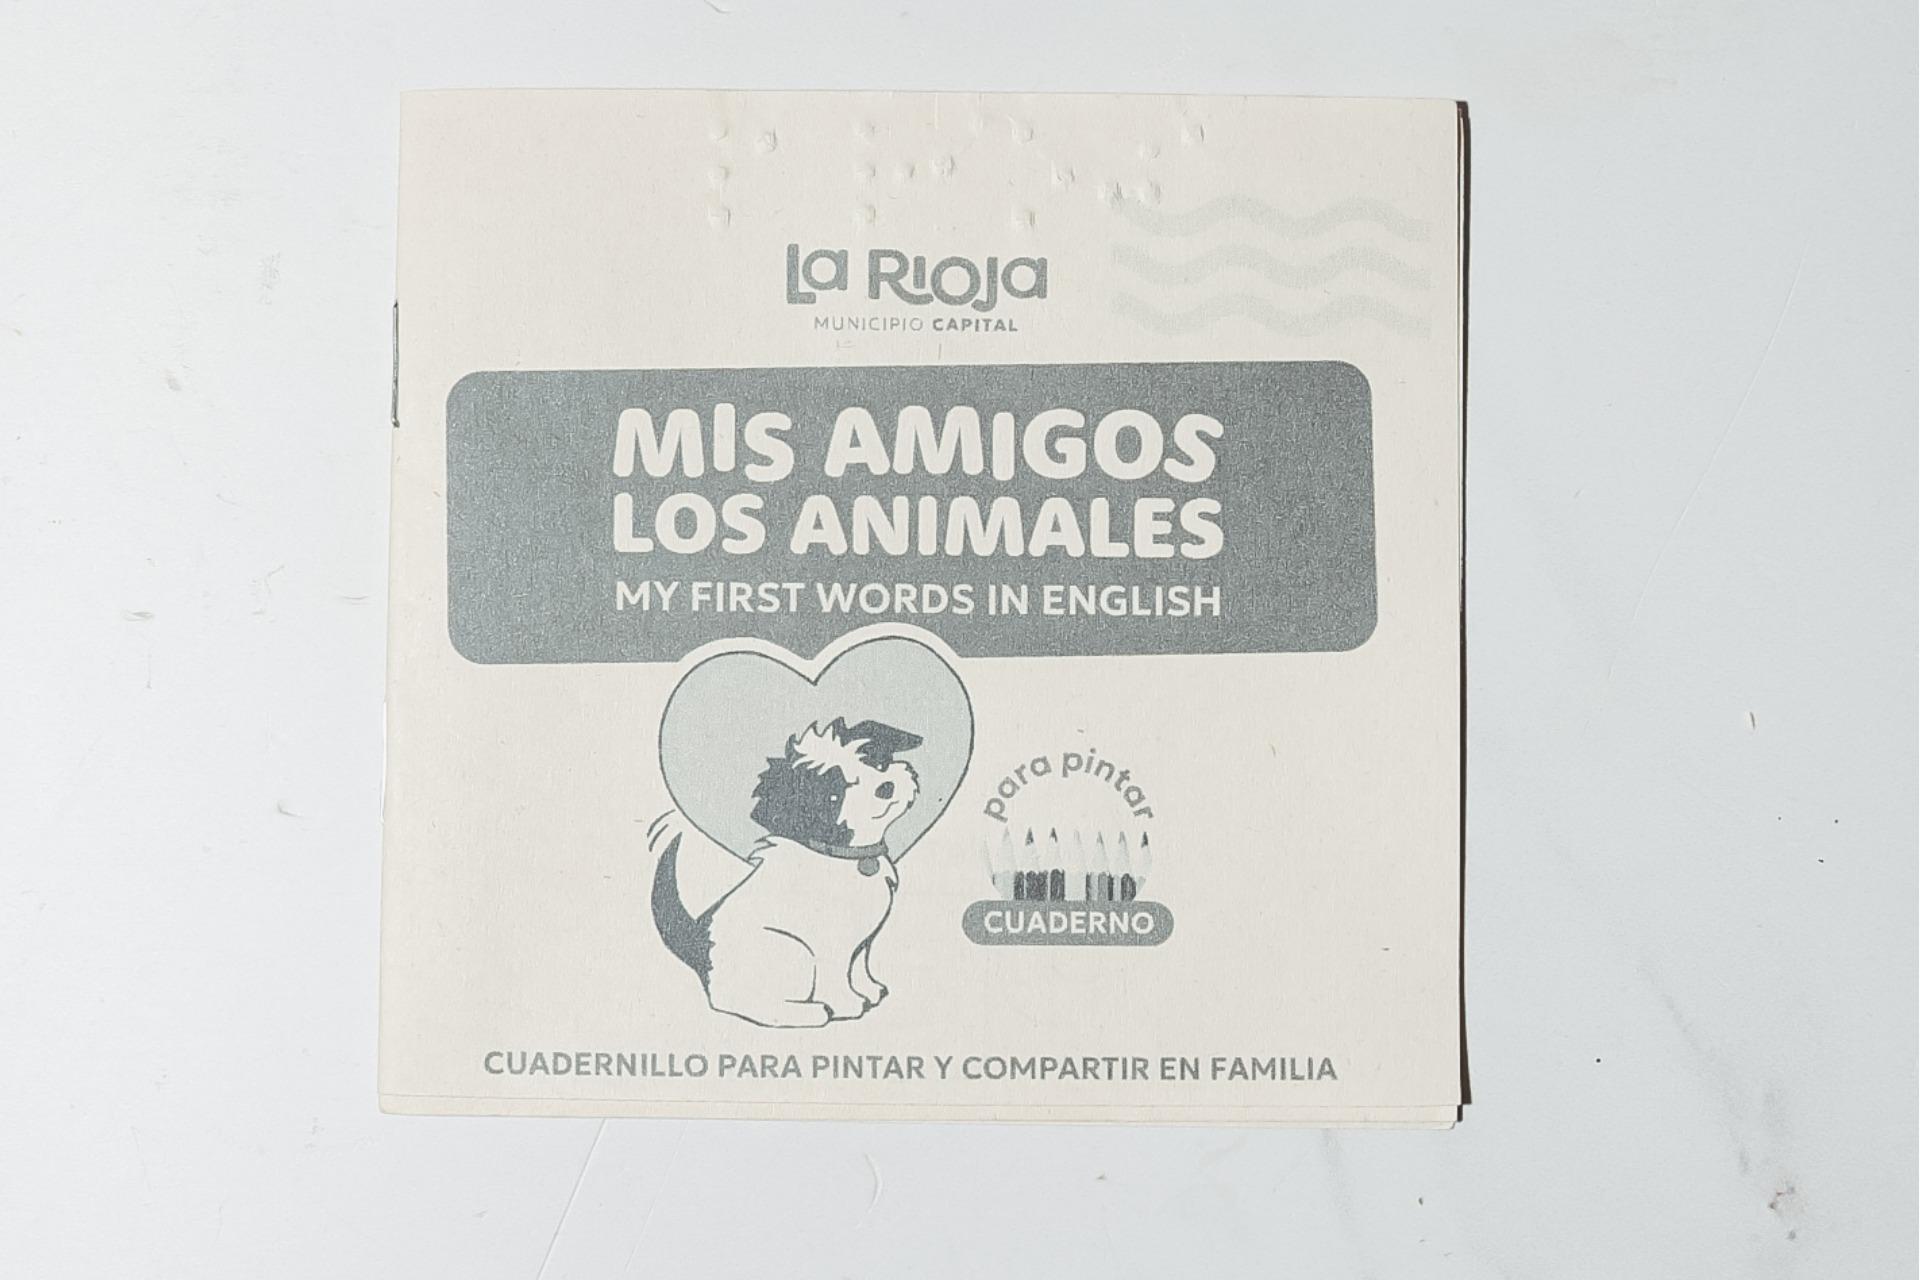 La Rioja
MUNICIPIO CAPITAL
MIS AMIGOS
LOS ANIMALES
MY FIRST WORDS IN ENGLISH
para pintar
CUADERNO
CUADERNILLO PARA PINTAR Y COMPARTIR EN FAMILIA